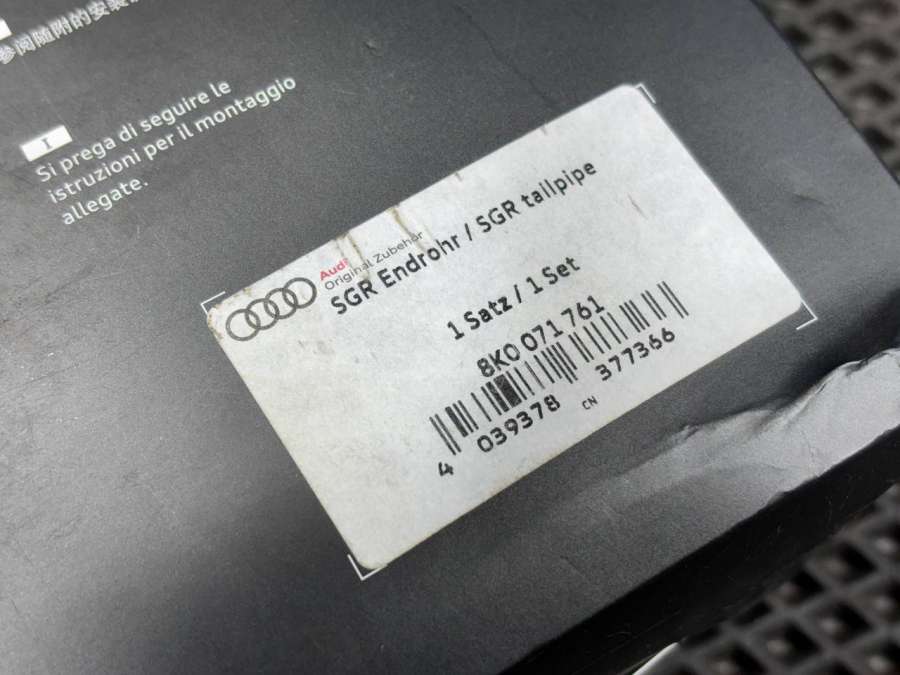 参阅随附的安装
I
Si prega di seguire le
istruzioni per il montaggio
allegate.
Audi
Original Zubehör
SGR Endrohr / SGR tailpipe
1 Satz / 1 Set
8K0 071 761
4 039378 377366
CN